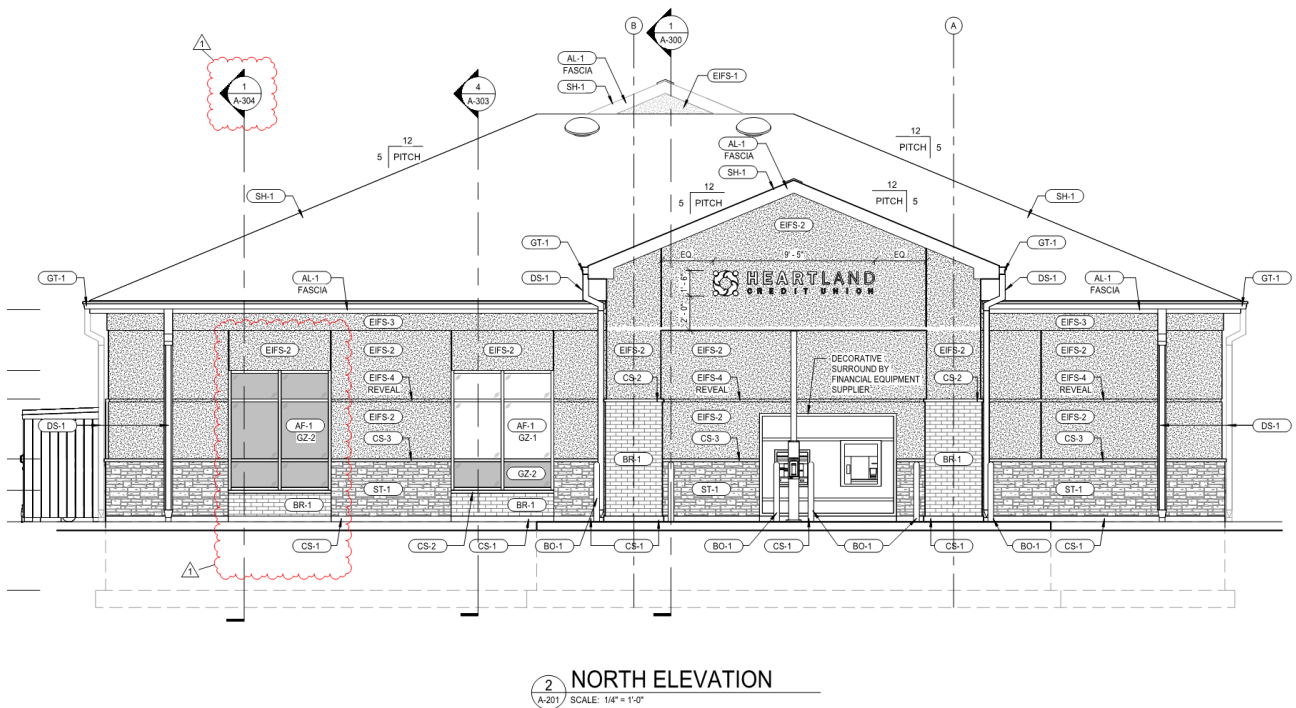 B
1
A-300
A
1
AL-1
FASCIA
EIFS-1
SH-1
1
A-304
4
A-303
12
5 PITCH
12
PITCH 5
AL-1
FASCIA
SH-1
12
5 PITCH
12
PITCH 5
SH-1
SH-1
EIFS-2
GT-1
GT-1
EQ. 9' - 5" EQ.
GT-1
AL-1
FASCIA
DS-1
1' - 6"
HEARTLAND
CREDIT UNION
DS-1
AL-1
FASCIA
GT-1
2' - 0"
EIFS-3
EIFS-3
EIFS-2
EIFS-2
EIFS-2
EIFS-2
EIFS-2
EIFS-2
EIFS-2
DECORATIVE
SURROUND BY
FINANCIAL EQUIPMENT
SUPPLIER
EIFS-4
REVEAL
CS-2
EIFS-4
REVEAL
CS-2
EIFS-4
REVEAL
EIFS-2
EIFS-2
EIFS-2
DS-1
AF-1
GZ-2
AF-1
GZ-1
DS-1
CS-3
CS-3
CS-3
BR-1
BR-1
GZ-2
ST-1
ST-1
ST-1
BR-1
BR-1
CS-1
CS-2
CS-1
BO-1
CS-1
BO-1
CS-1
BO-1
CS-1
BO-1
CS-1
1
2
A-201
NORTH ELEVATION
SCALE: 1/4" = 1'-0"